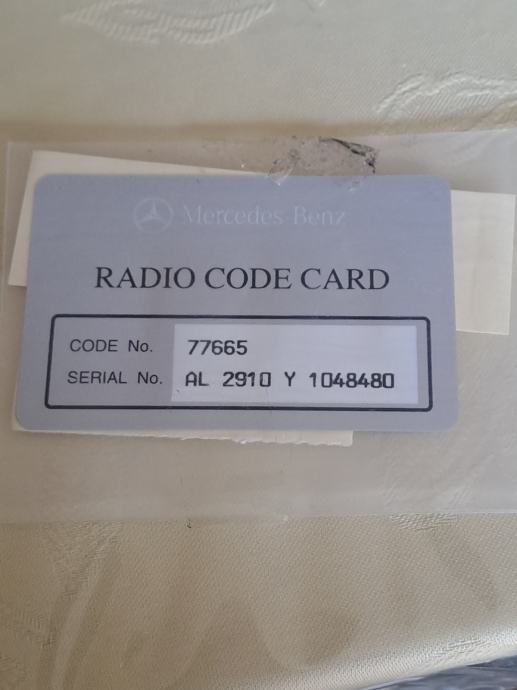 Mercedes-Benz
RADIO CODE CARD
CODE No. 77665
SERIAL No. AL 2910 Y 1048480